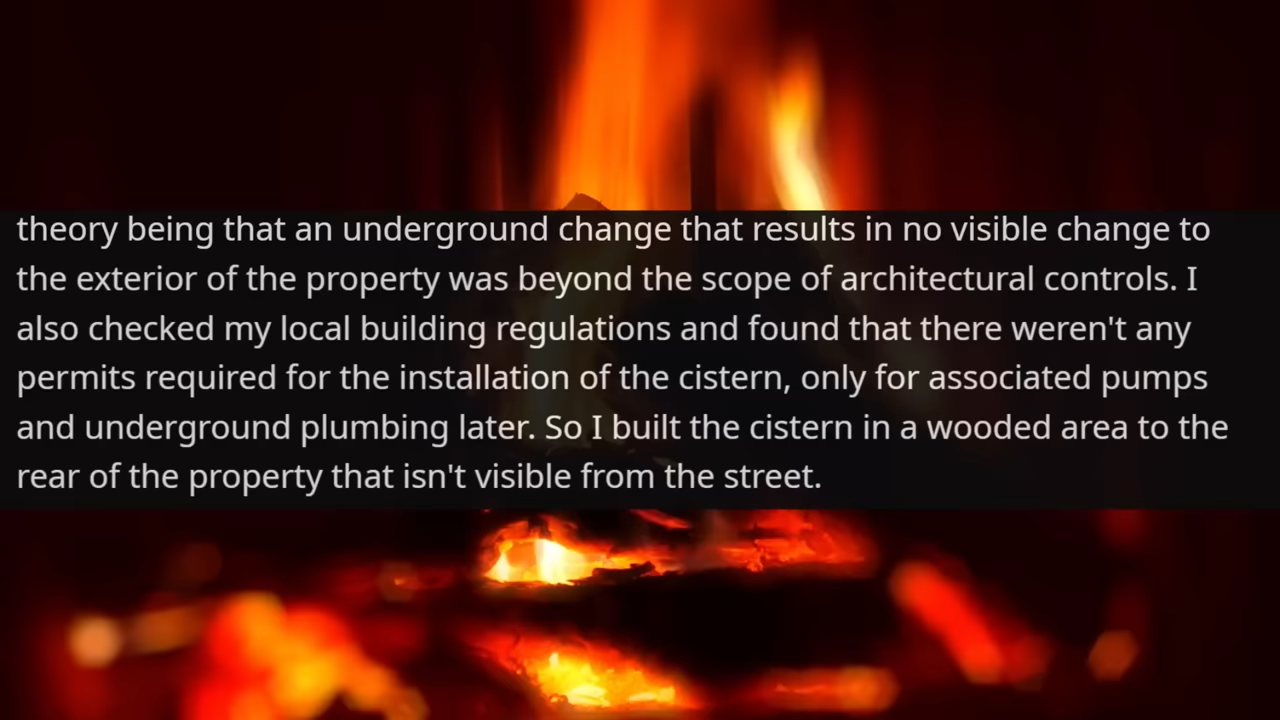 theory being that an underground change that results in no visible change to
the exterior of the property was beyond the scope of architectural controls. I
also checked my local building regulations and found that there weren't any
permits required for the installation of the cistern, only for associated pumps
and underground plumbing later. So I built the cistern in a wooded area to the
rear of the property that isn't visible from the street.